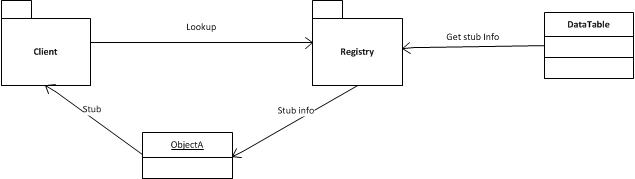 Lookup
DataTable
Client
Registry
Get stub Info
Stub
Stub info
ObjectA